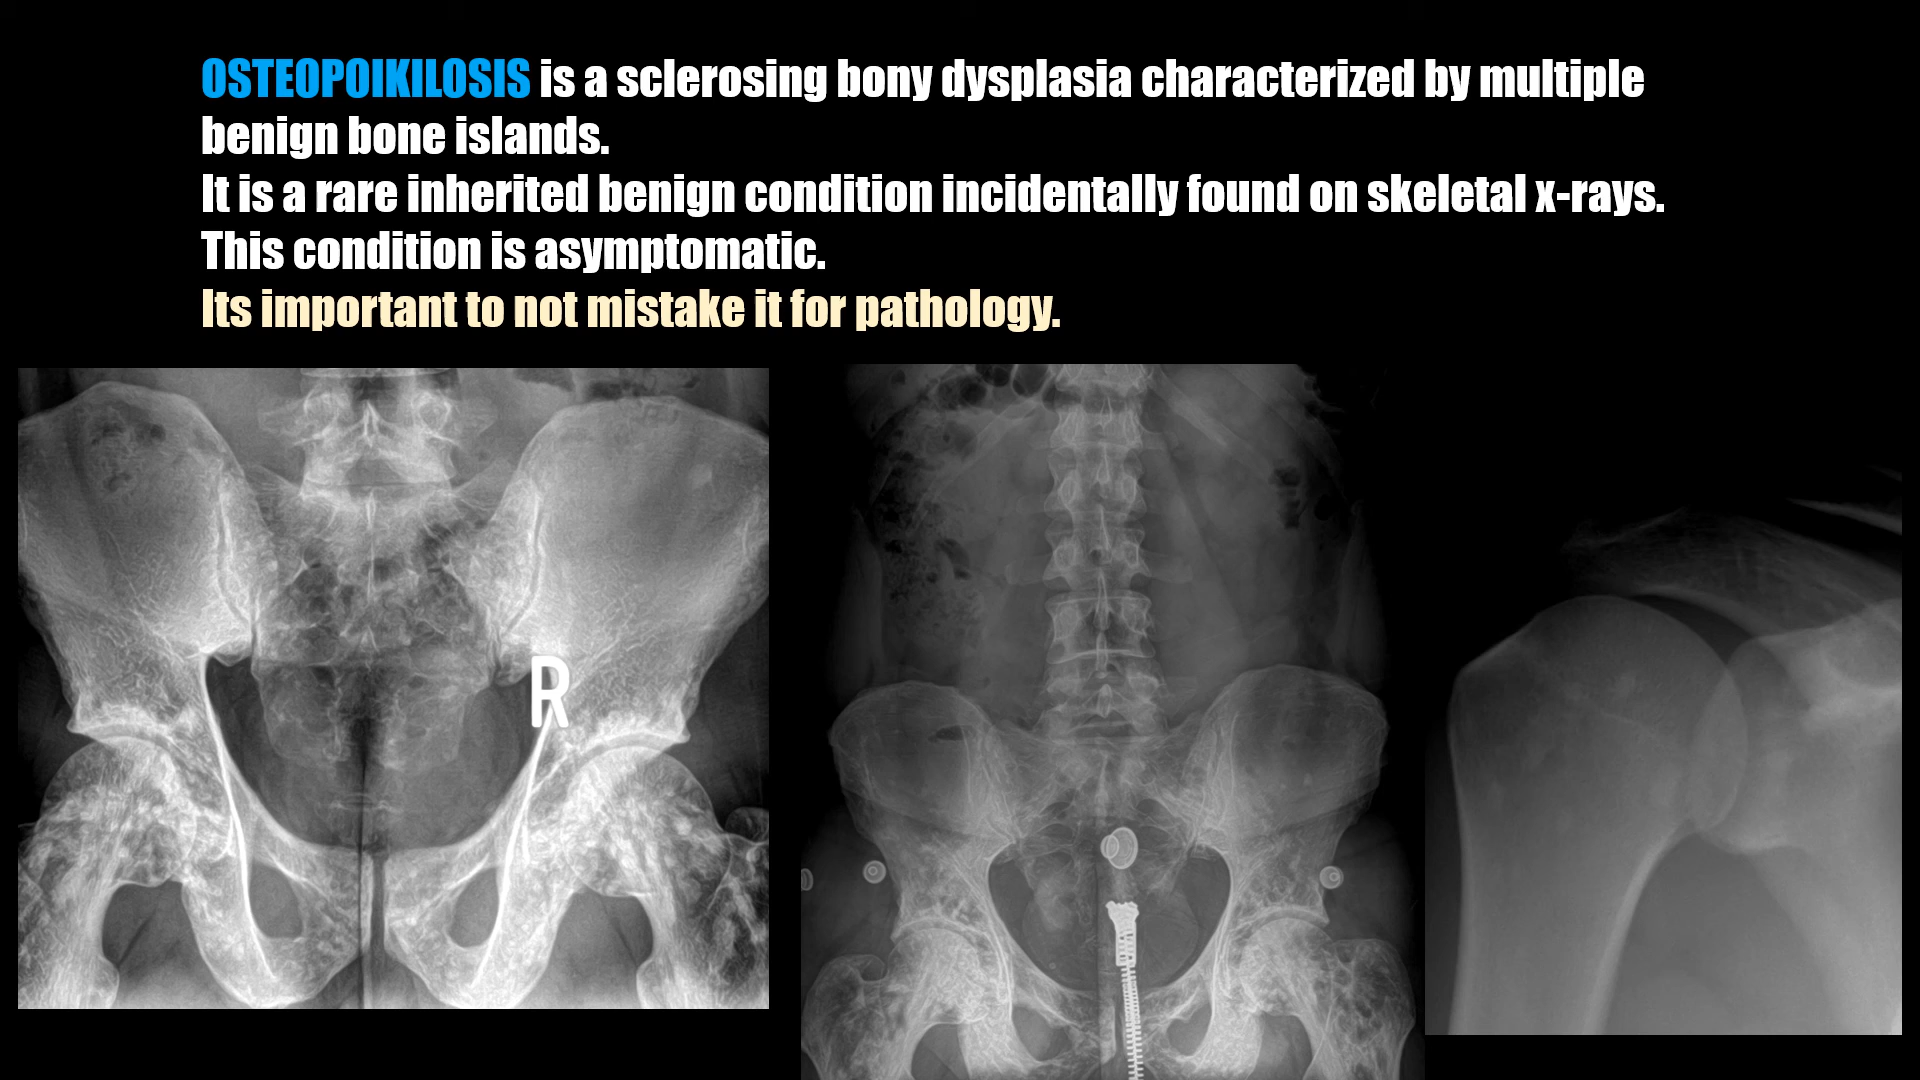 OSTEOPOIKILOSIS is a sclerosing bony dysplasia characterized by multiple
benign bone islands.
It is a rare inherited benign condition incidentally found on skeletal x-rays.
This condition is asymptomatic.
Its important to not mistake it for pathology.
R